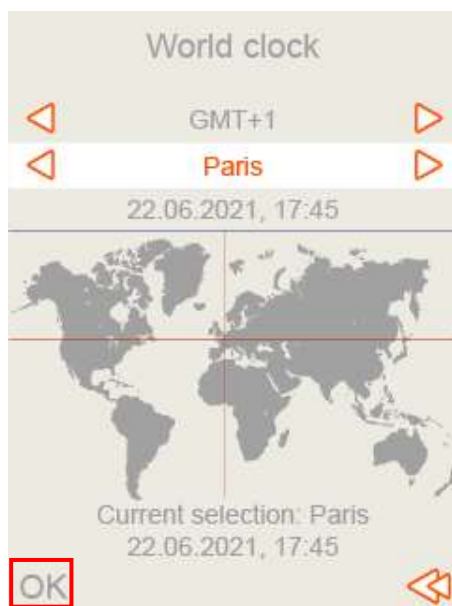 World clock
GMT+1
Paris
22.06.2021, 17:45
Current selection: Paris
22.06.2021, 17:45
OK